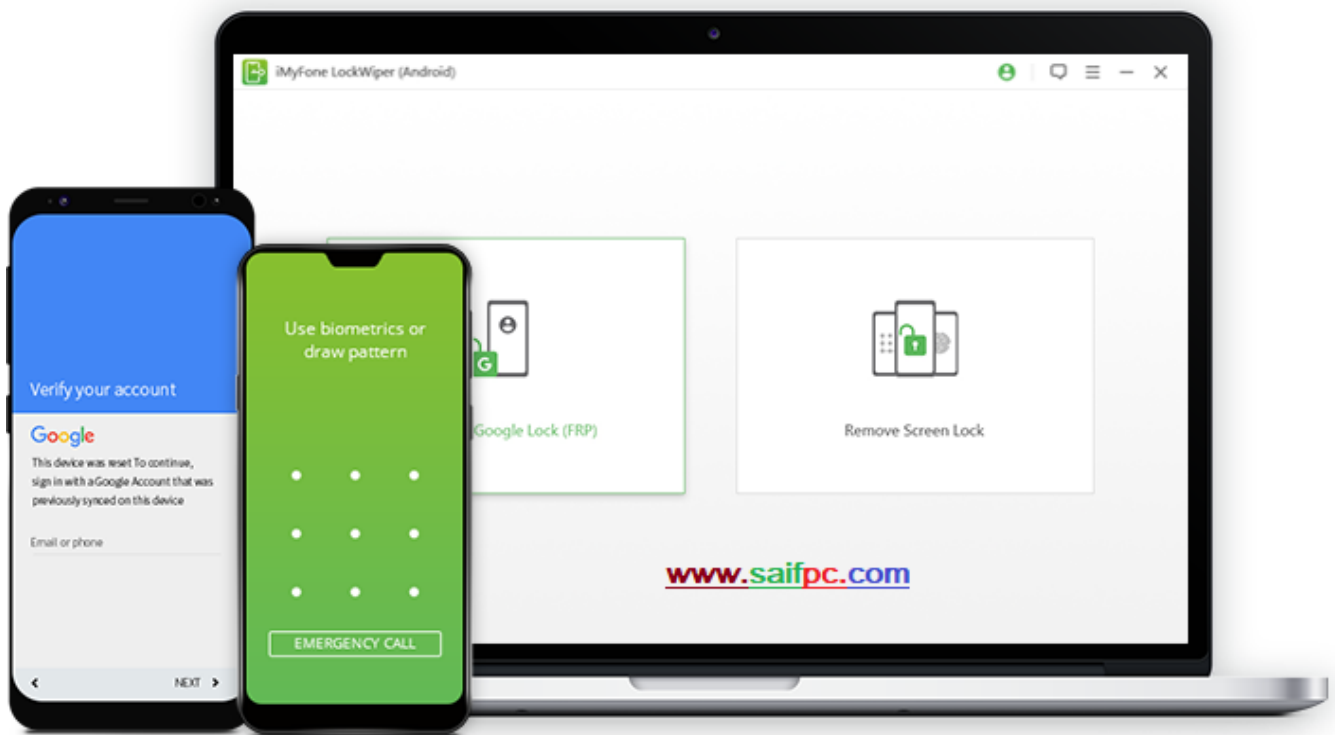 iMyFone LockWiper (Android)
Google Lock (FRP)
Remove Screen Lock
www.saifpc.com
Verify your account
Google
This device was reset To continue,
sign in with a Google Account that was
previously synced on this device
Email or phone
NEXT
Use biometrics or
draw pattern
EMERGENCY CALL
G